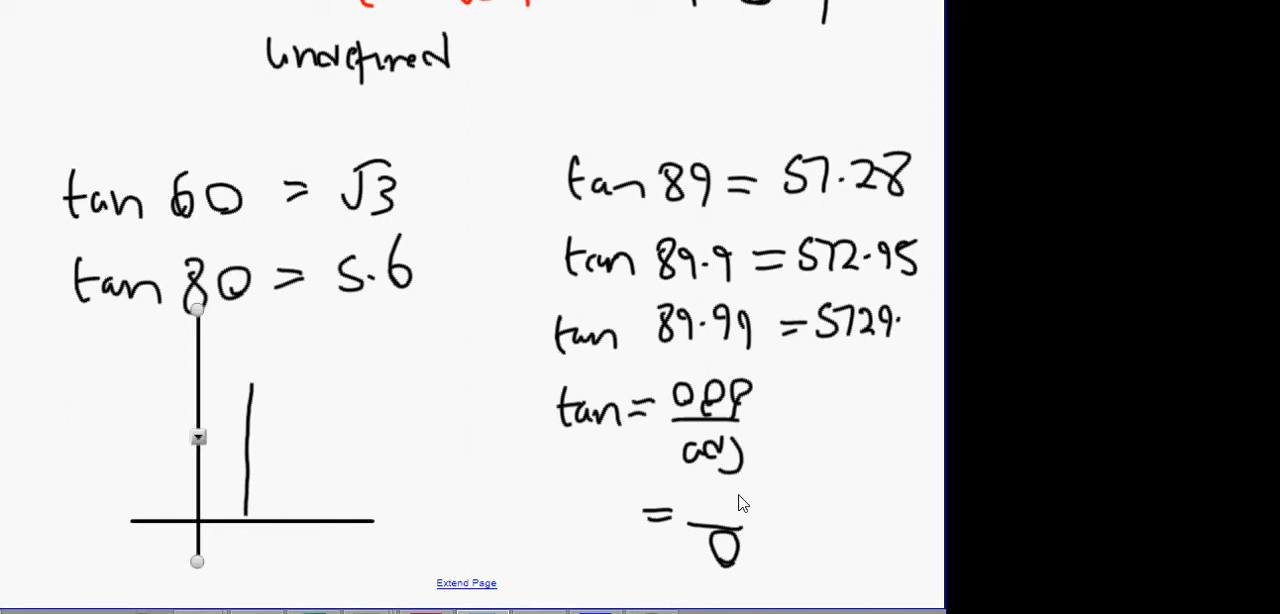 undefined
tan 60 = √3
tan 80 = 5.6
tan 89 = 57.28
tan 89.9 = 572.95
tan 89.99 = 5729.
tan = opp
adj
=
0
Extend Page